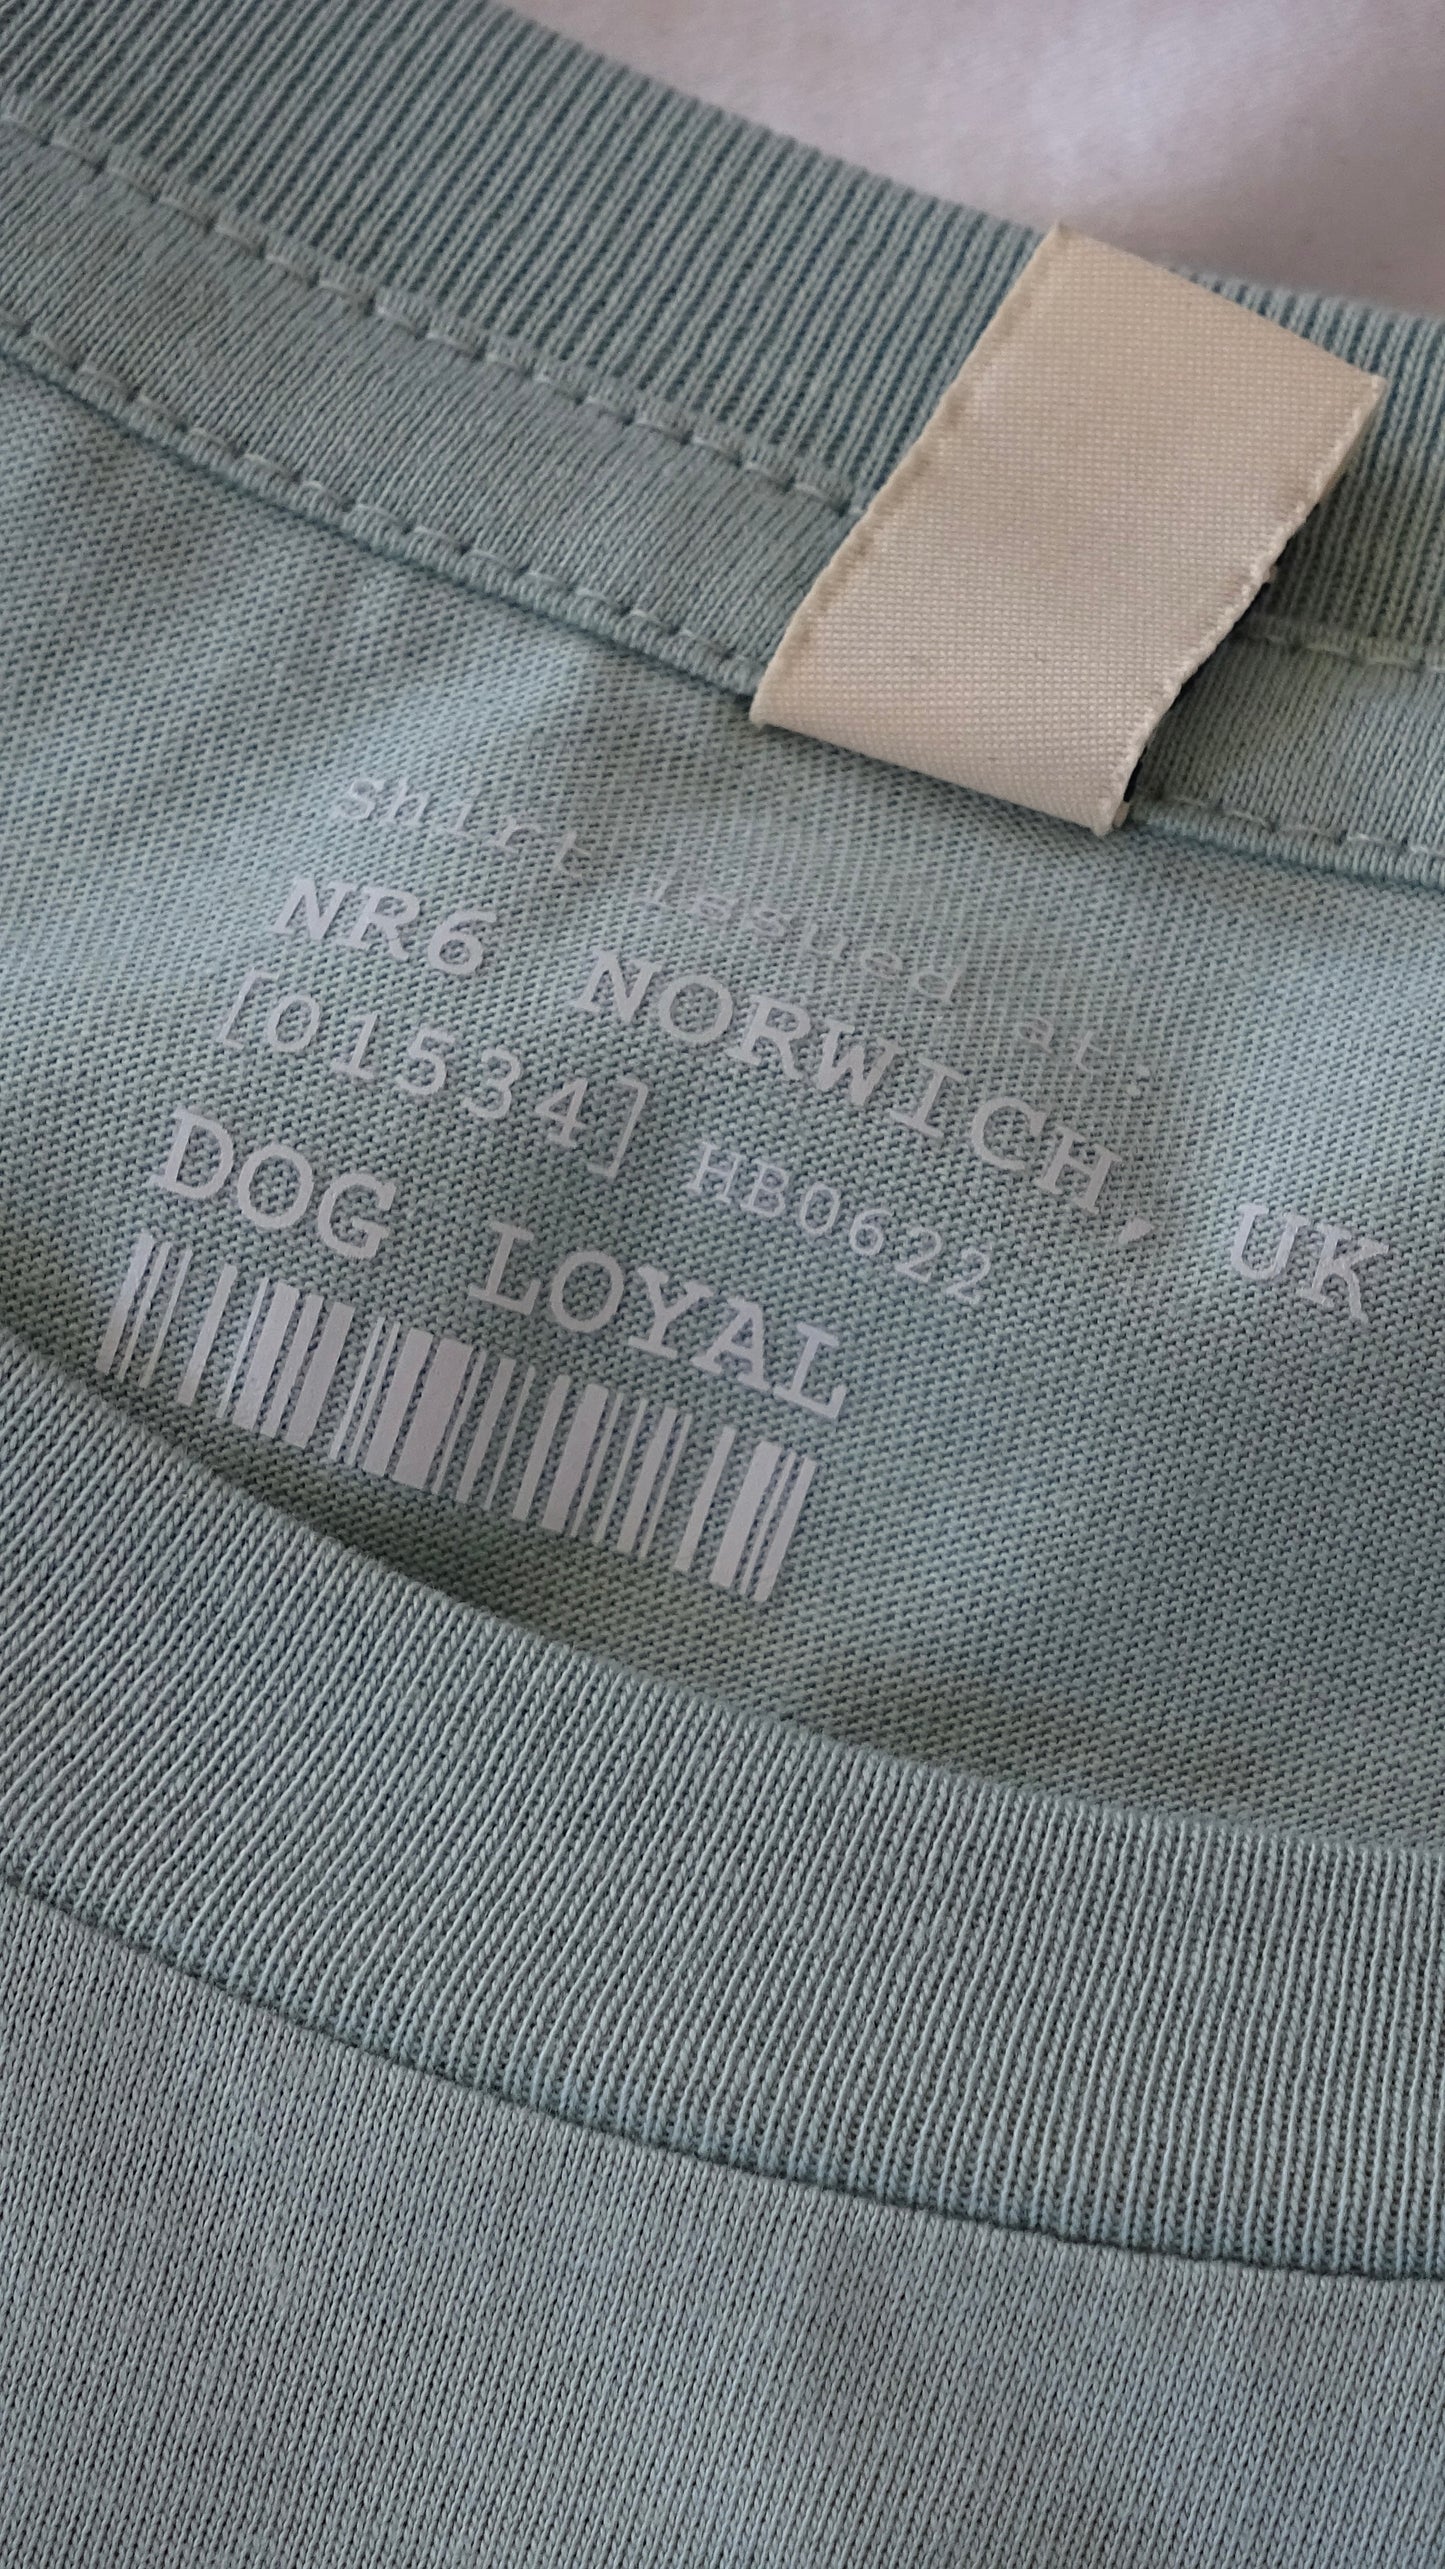 Shirt issued at:
NR6 NORWICH, UK
[01534] HB0622
DOG LOYAL